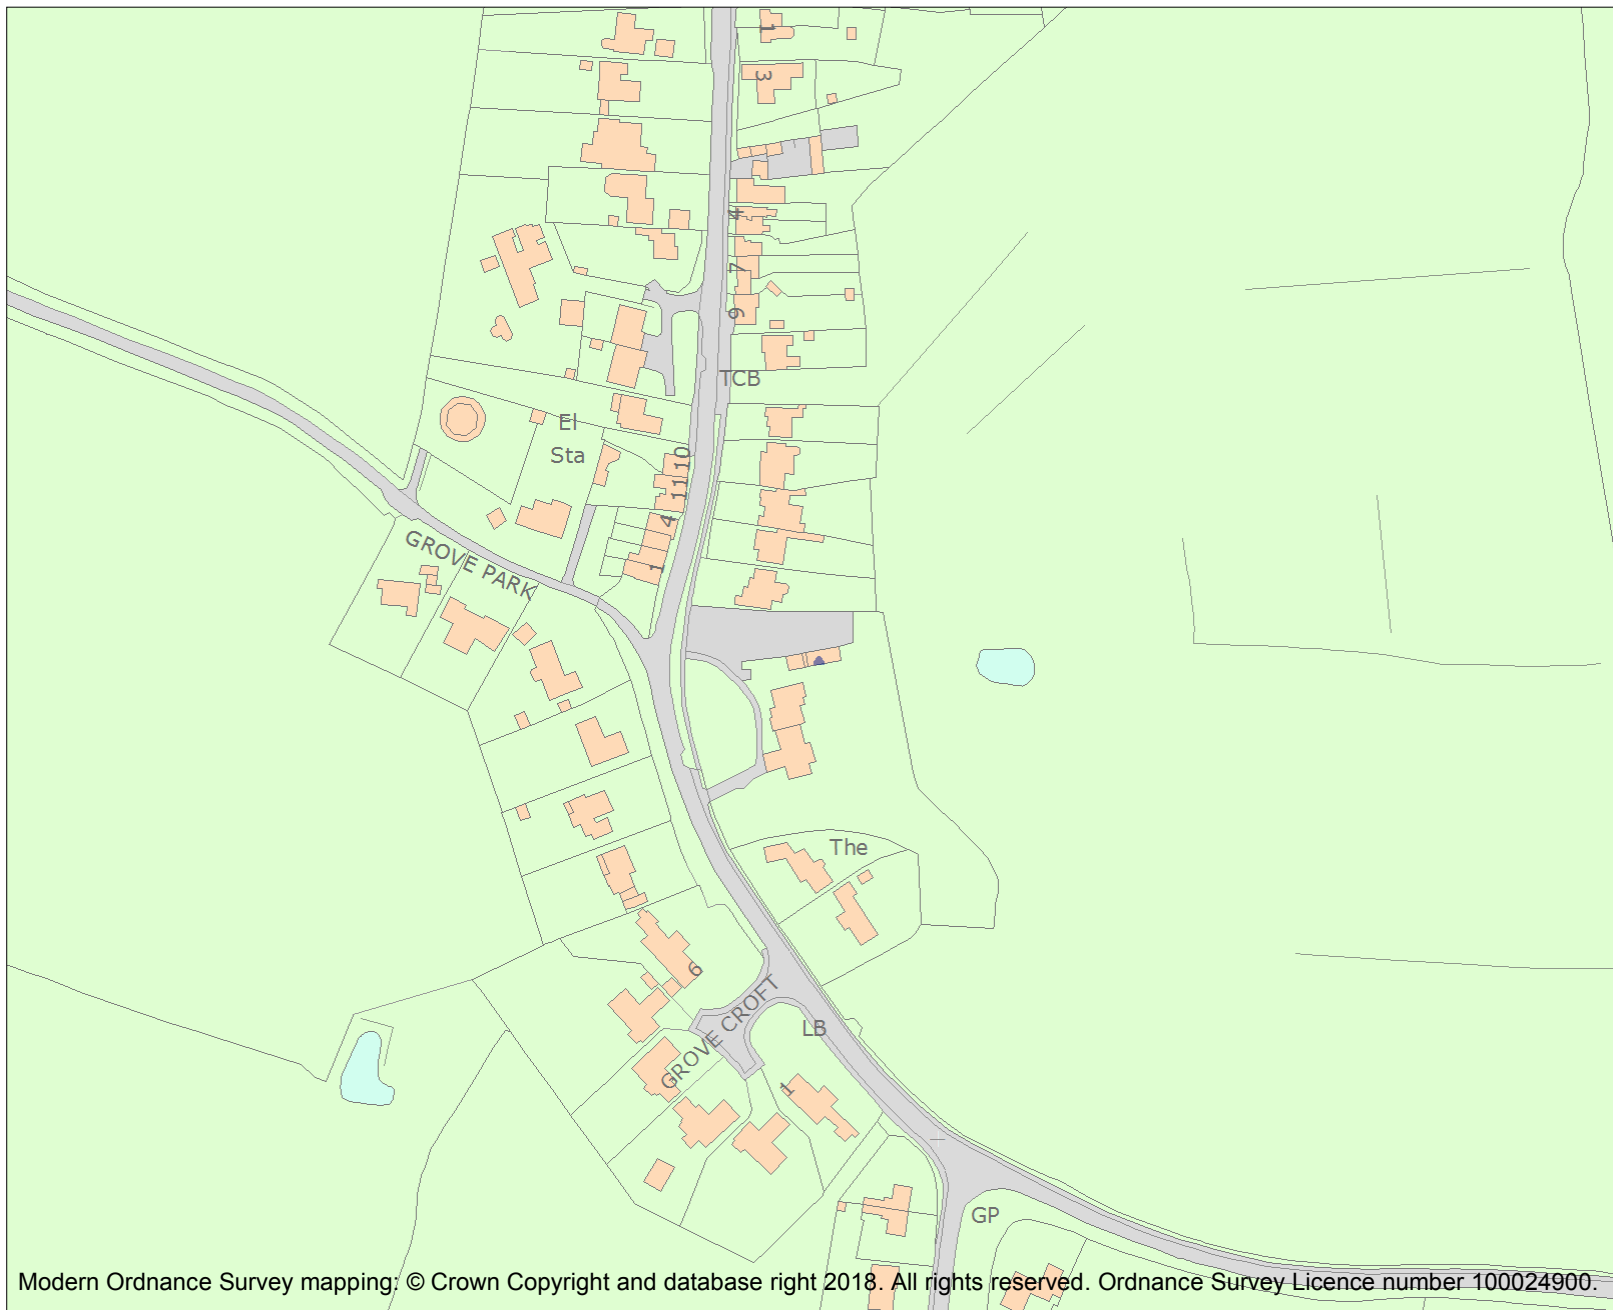 1
3
4
7
9
TCB
El
Sta
10
11
4
1
GROVE PARK
The
6
GROVE CROFT
LB
1
GP
Modern Ordnance Survey mapping: © Crown Copyright and database right 2018. All rights reserved. Ordnance Survey Licence number 100024900.